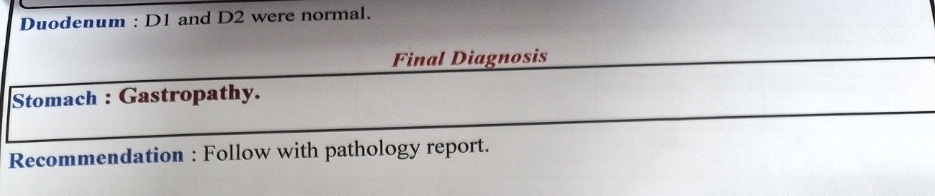 Duodenum : D1 and D2 were normal.
Final Diagnosis
Stomach : Gastropathy.
Recommendation : Follow with pathology report.